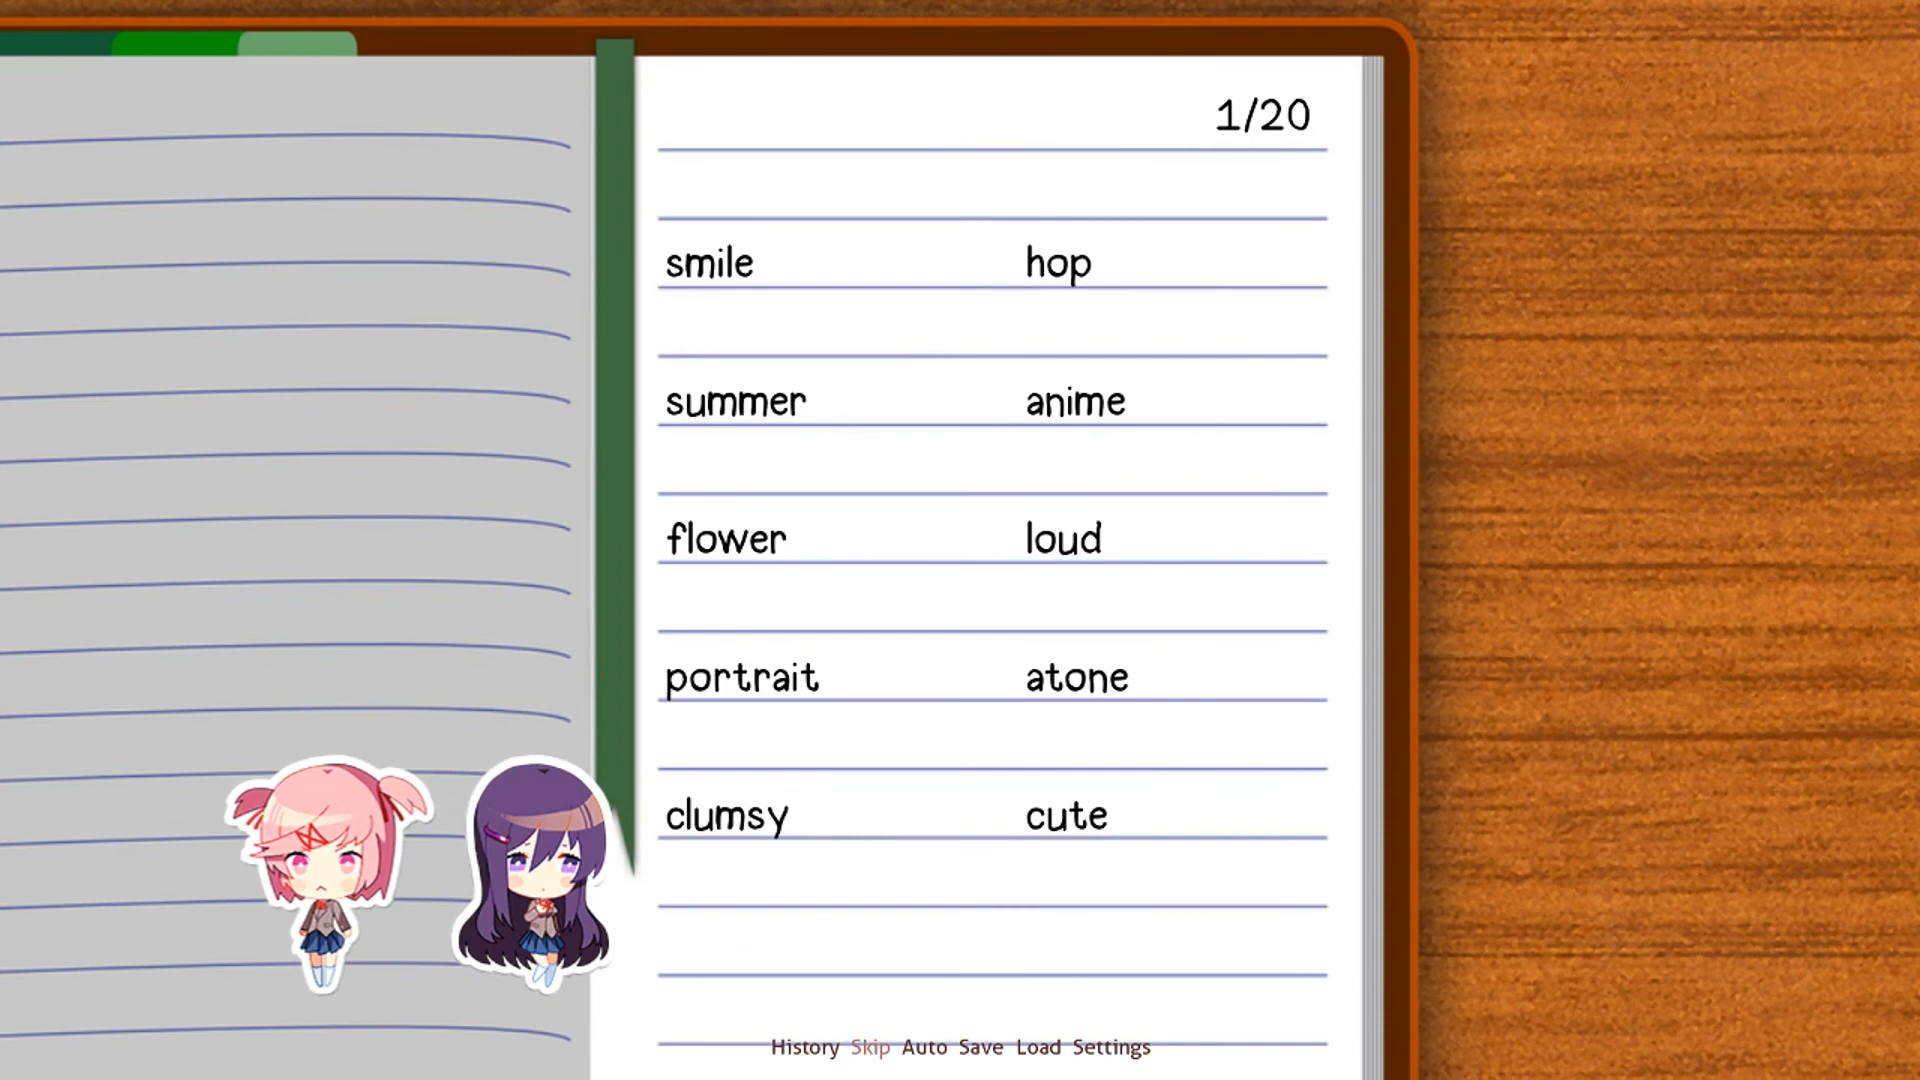 1/20
smile hop
summer anime
flower loud
portrait atone
clumsy cute
History Skip Auto Save Load Settings